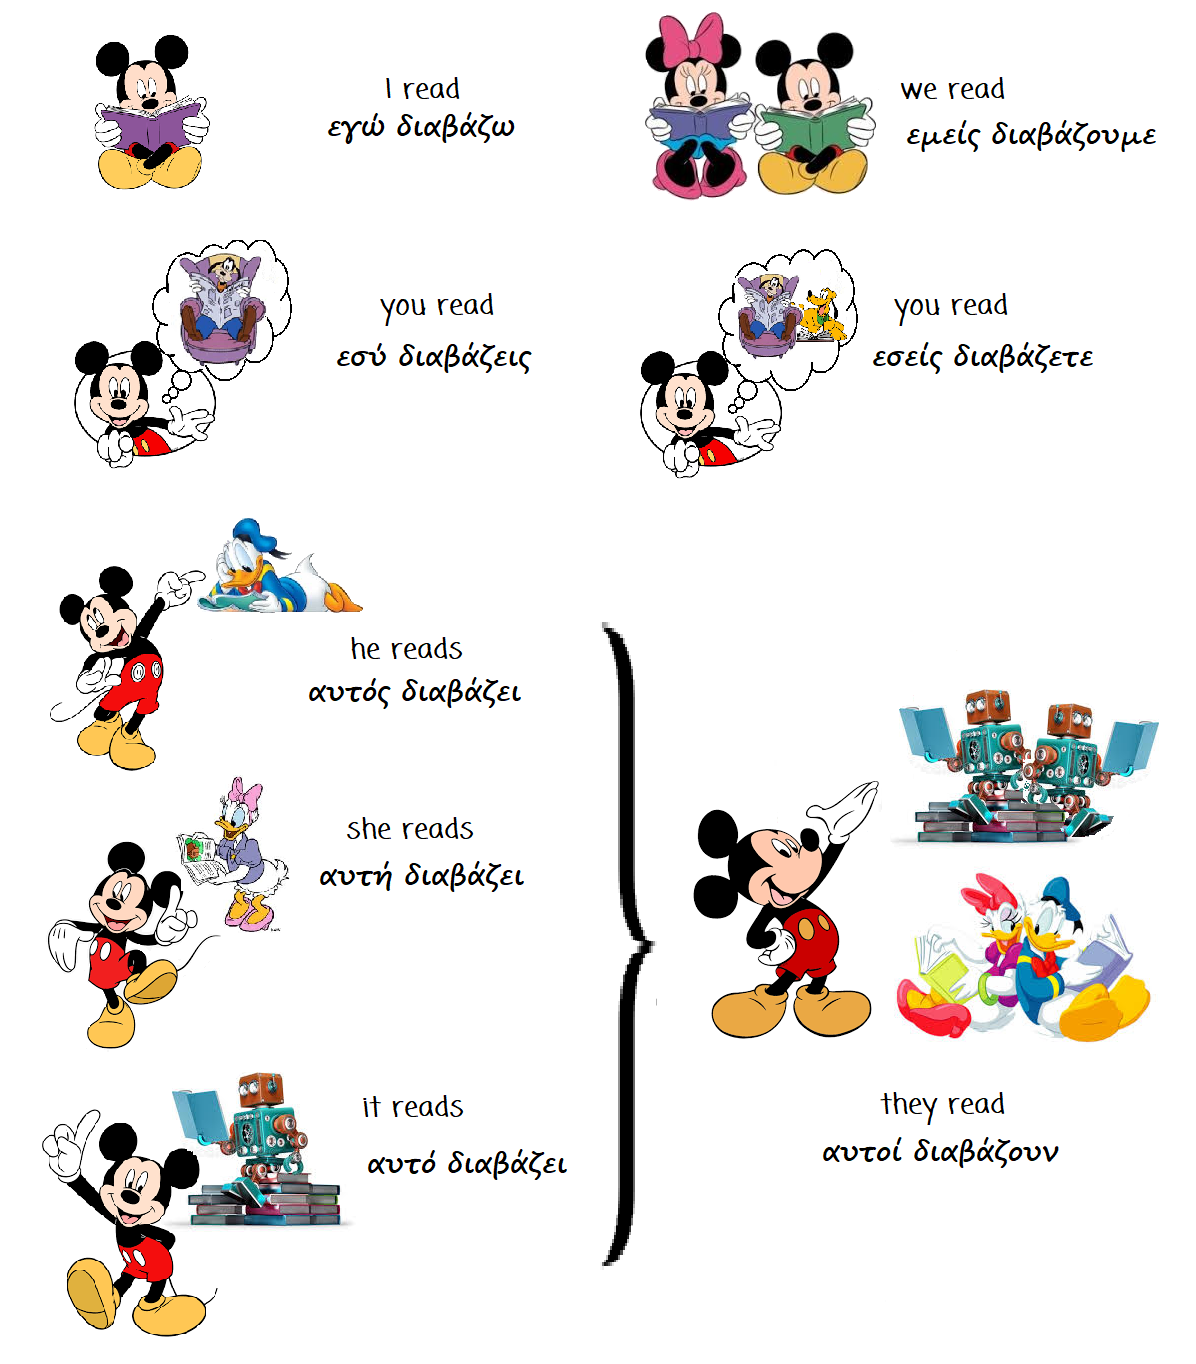 I read
εγώ διαβάζω
we read
εμείς διαβάζουμε
you read
εσύ διαβάζεις
you read
εσείς διαβάζετε
he reads
αυτός διαβάζει
she reads
αυτή διαβάζει
it reads
αυτό διαβάζει
they read
αυτοί διαβάζουν